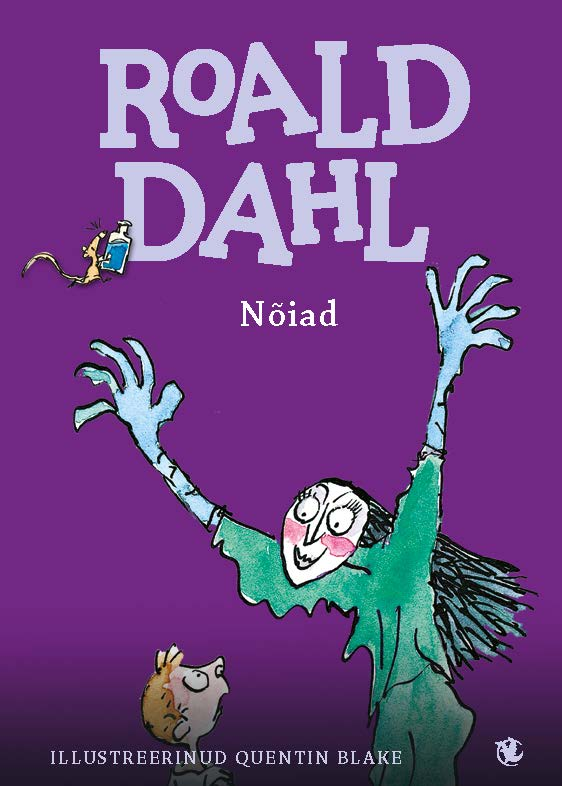 ROALD
DAHL
Nõiad
ILLUSTREERINUD QUENTIN BLAKE